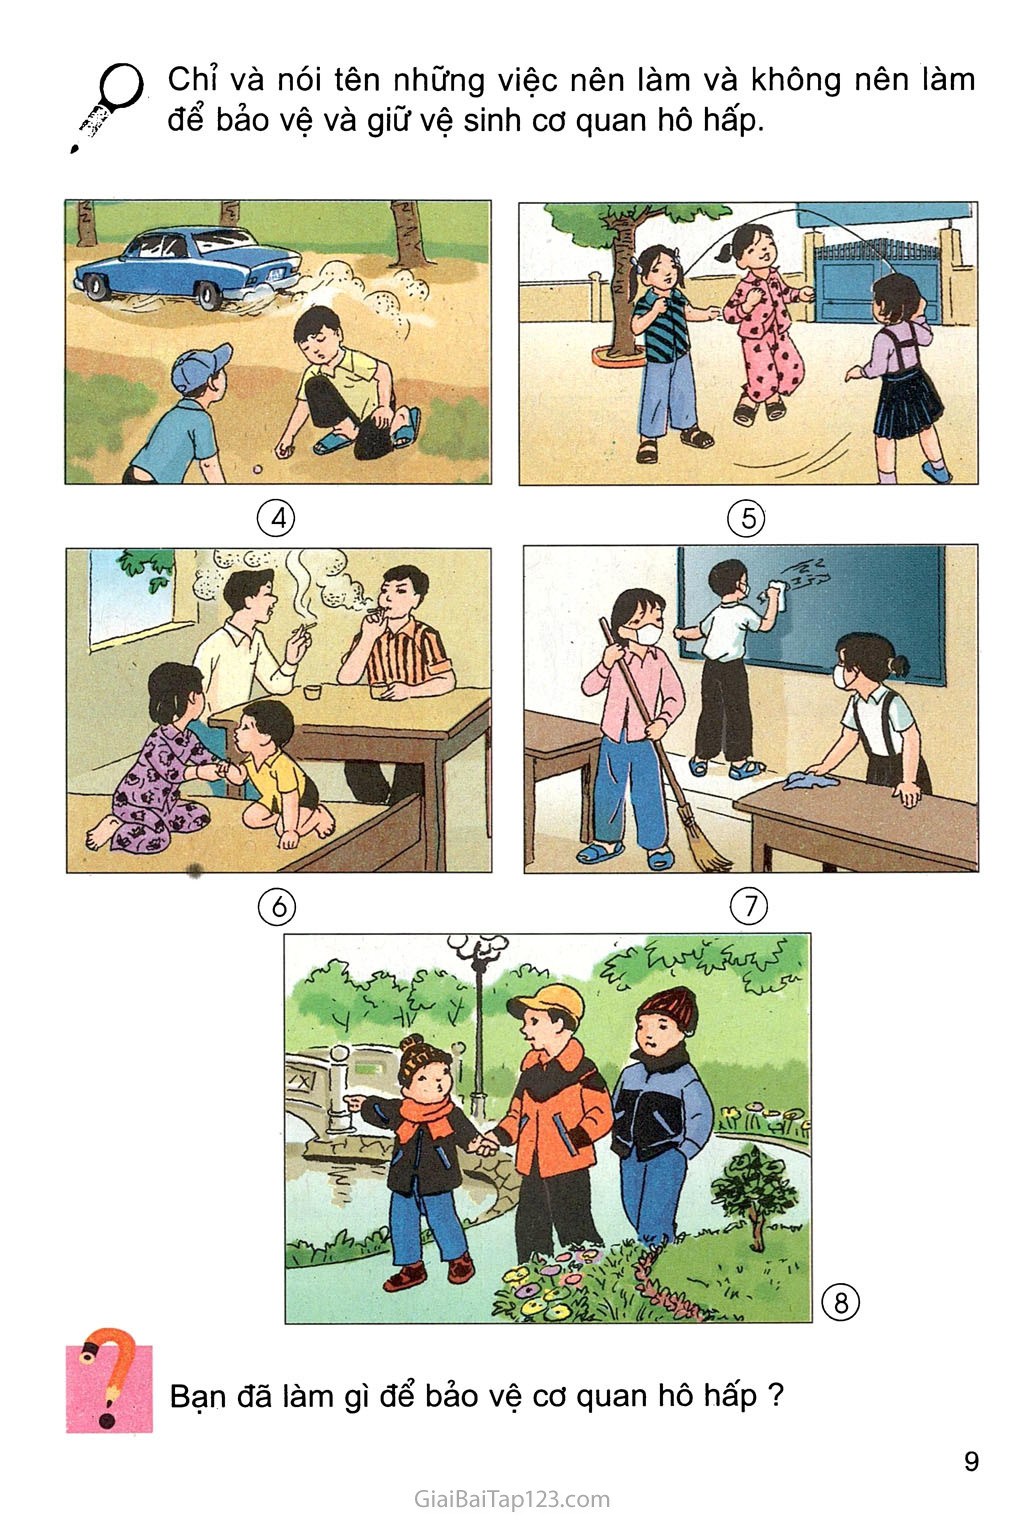 Chỉ và nói tên những việc nên làm và không nên làm
để bảo vệ và giữ vệ sinh cơ quan hô hấp.
4
5
6
7
8
Bạn đã làm gì để bảo vệ cơ quan hô hấp ?
9
GiaiBaiTap123.com